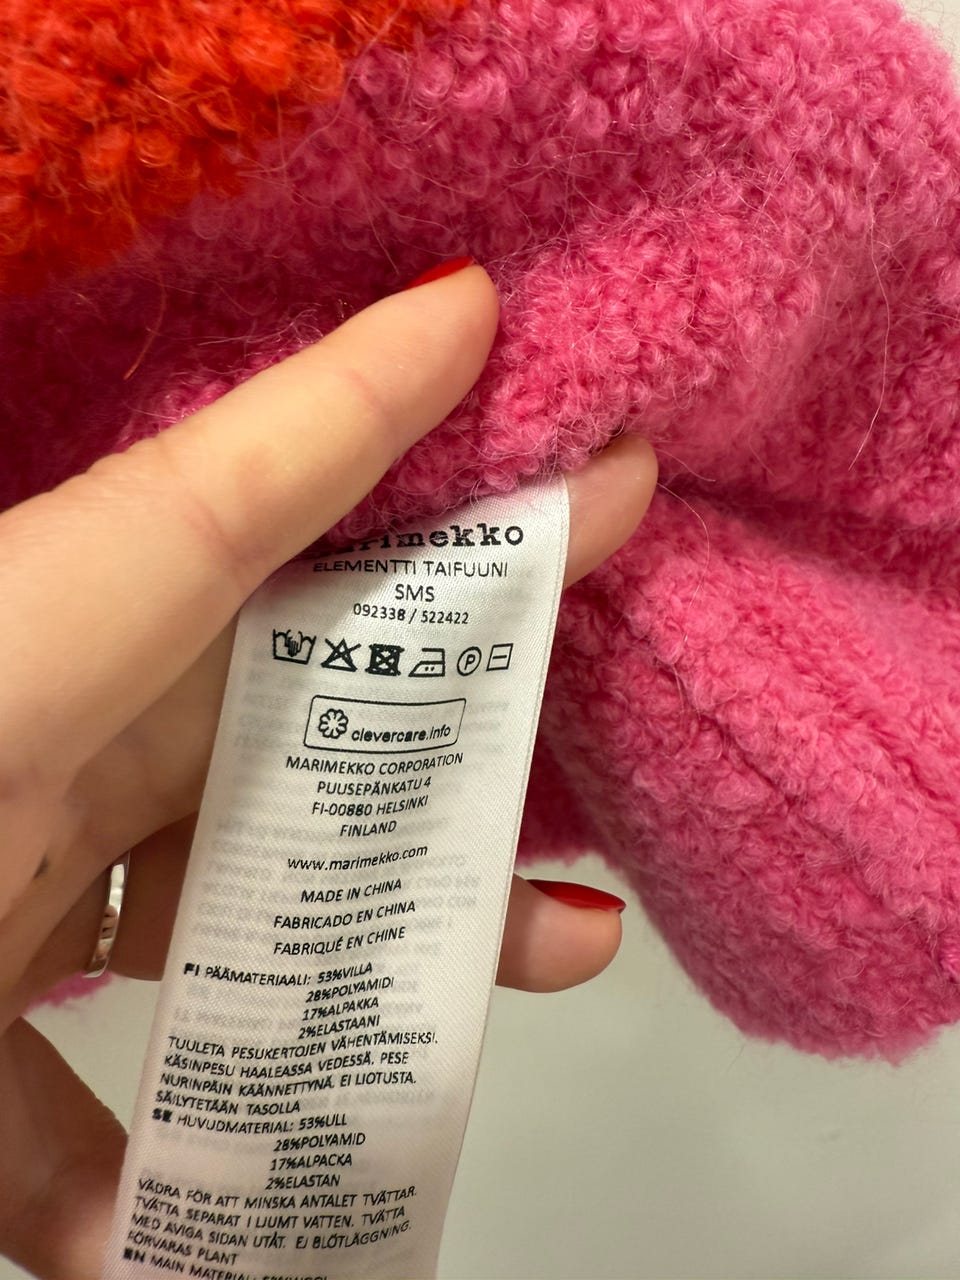 marimekko
ELEMENTTI TAIFUUNI
SMS
092338 / 522422
P
clevercare.info
MARIMEKKO CORPORATION
PUUSEPÄNKATU 4
FI-00880 HELSINKI
FINLAND
www.marimekko.com
MADE IN CHINA
FABRICADO EN CHINA
FABRIQUÉ EN CHINE
FI PÄÄMATERIAALI: 53%VILLA
28%POLYAMIDI
17%ALPAKKA
2%ELASTAANI
TUULETA PESUKERTOJEN VÄHENTÄMISEKSI.
KÄSINPESU HAALEASSA VEDESSÄ. PESE
NURINPÄIN KÄÄNNETTYNÄ. EI LIOTUSTA.
SÄILYTETÄÄN TASOLLA
SE HUVUDMATERIAL: 53%ULL
28%POLYAMID
17%ALPACKA
2%ELASTAN
VÄDRA FÖR ATT MINSKA ANTALET TVÄTTAR.
TVÄTTA SEPARAT I LJUMT VATTEN. TVÄTTA
MED AVIGA SIDAN UTÅT. EJ BLÖTLÄGGNING.
FÖRVARAS PLANT
EN MAIN MATERIAL: 53%WOOL